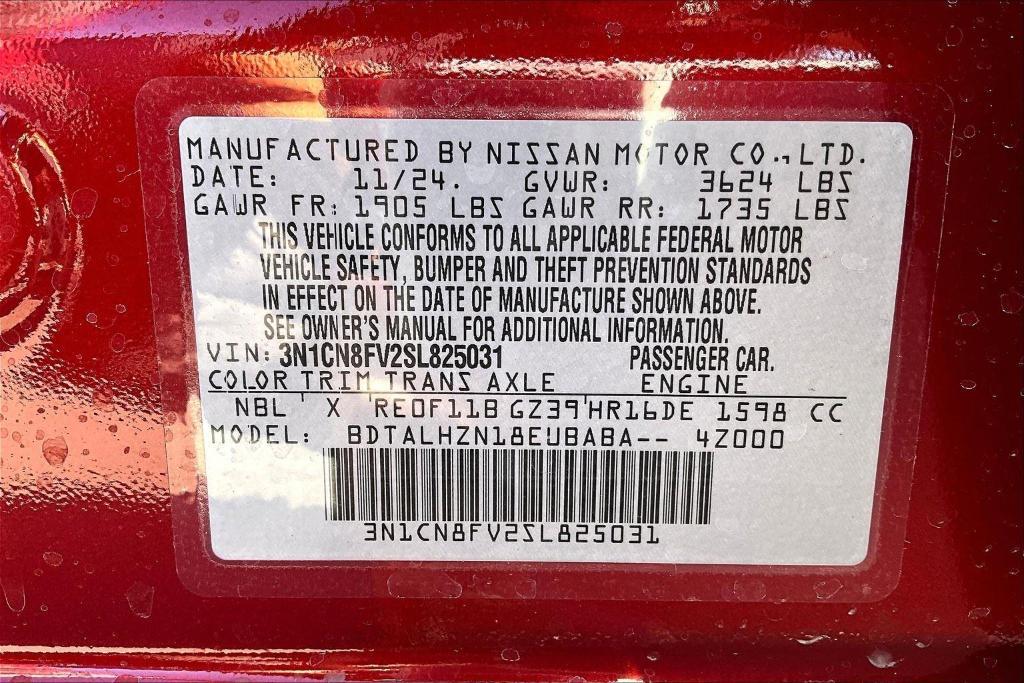 MANUFACTURED BY NISSAN MOTOR CO.,LTD.
DATE: 11/24. GVWR: 3624 LBS
GAWR FR: 1905 LBS GAWR RR: 1735 LBS
THIS VEHICLE CONFORMS TO ALL APPLICABLE FEDERAL MOTOR
VEHICLE SAFETY, BUMPER AND THEFT PREVENTION STANDARDS
IN EFFECT ON THE DATE OF MANUFACTURE SHOWN ABOVE.
SEE OWNER'S MANUAL FOR ADDITIONAL INFORMATION.
VIN: 3N1CN8FV2SL825031 PASSENGER CAR.
COLOR TRIM TRANS AXLE ENGINE
NBL X RE0F11B GZ39 HR16DE 1598 CC
MODEL: BDTALHZN18EUBABA-- 4Z000
3N1CN8FV2SL825031